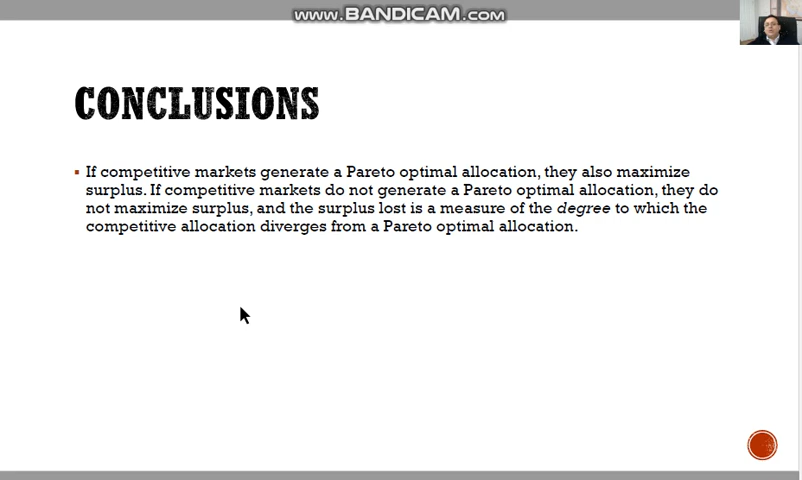 WWW.BANDICAM.COM
CONCLUSIONS
If competitive markets generate a Pareto optimal allocation, they also maximize
surplus. If competitive markets do not generate a Pareto optimal allocation, they do
not maximize surplus, and the surplus lost is a measure of the degree to which the
competitive allocation diverges from a Pareto optimal allocation.